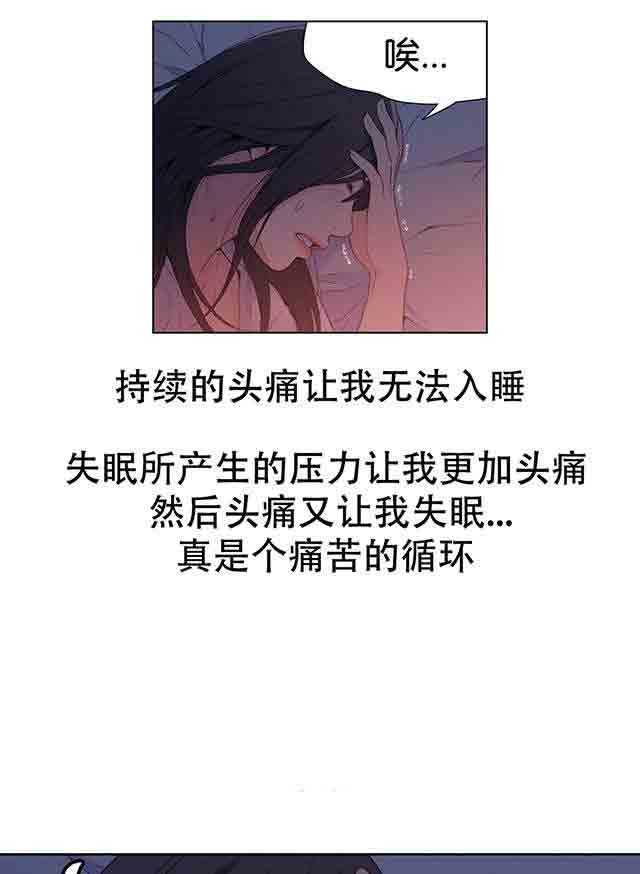 唉...
持续的头痛让我无法入睡
失眠所产生的压力让我更加头痛
然后头痛又让我失眠...
真是个痛苦的循环